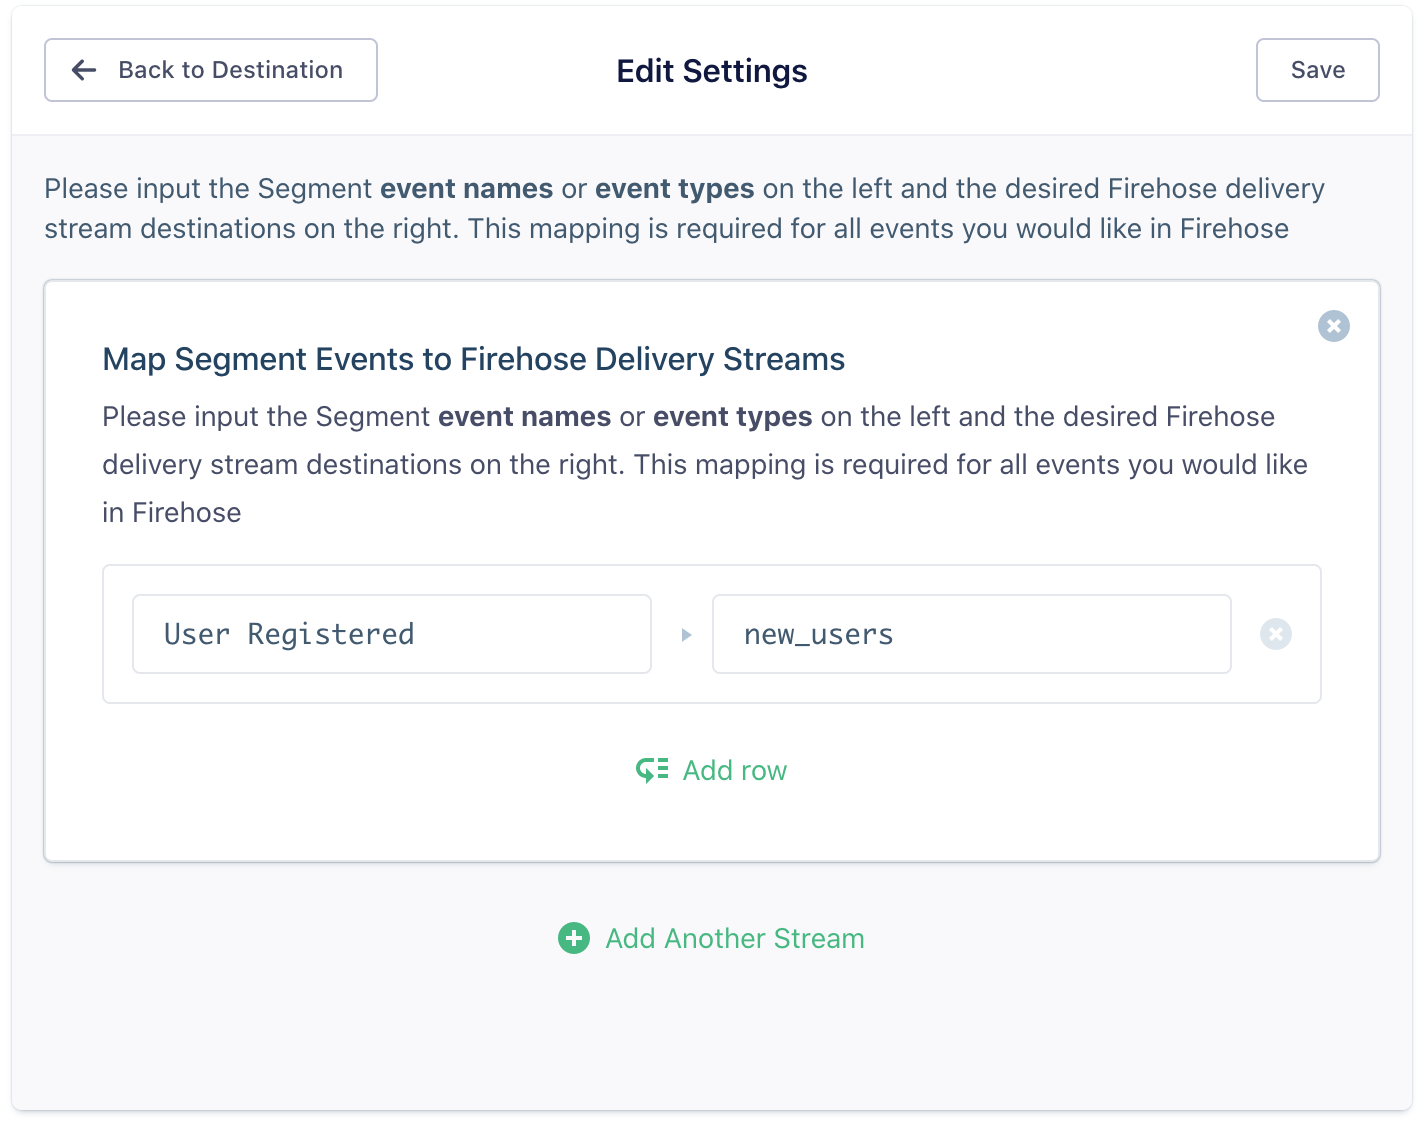 Back to Destination
Edit Settings
Save
Please input the Segment event names or event types on the left and the desired Firehose delivery
stream destinations on the right. This mapping is required for all events you would like in Firehose
Map Segment Events to Firehose Delivery Streams
Please input the Segment event names or event types on the left and the desired Firehose
delivery stream destinations on the right. This mapping is required for all events you would like
in Firehose
User Registered
new_users
Add row
Add Another Stream